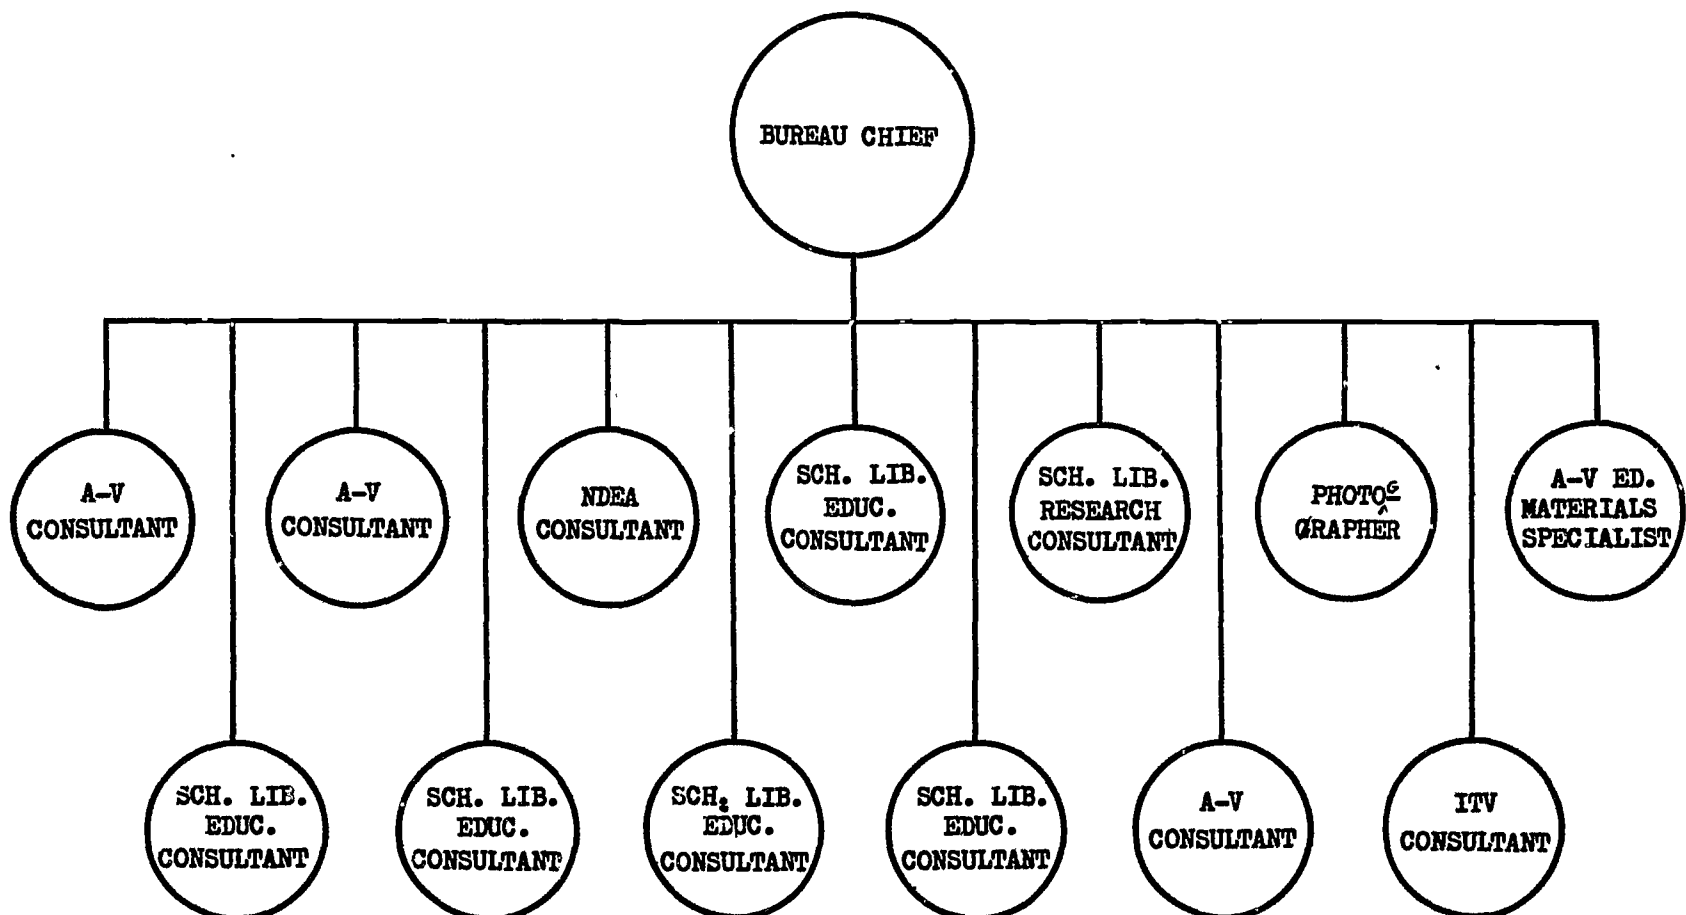 BUREAU CHIEF
A-V
CONSULTANT
A-V
CONSULTANT
NDEA
CONSULTANT
SCH. LIB.
EDUC.
CONSULTANT
SCH. LIB.
RESEARCH
CONSULTANT
PHOTOG-
GRAPHER
A-V ED.
MATERIALS
SPECIALIST
SCH. LIB.
EDUC.
CONSULTANT
SCH. LIB.
EDUC.
CONSULTANT
SCH. LIB.
EDUC.
CONSULTANT
SCH. LIB.
EDUC.
CONSULTANT
A-V
CONSULTANT
ITV
CONSULTANT